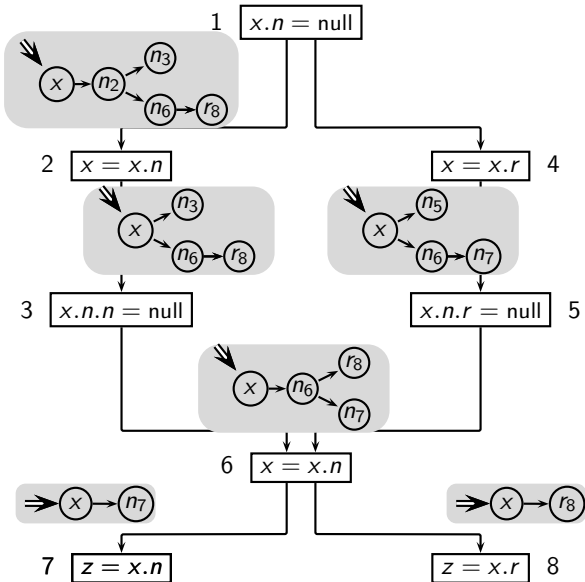 1 x.n = null
x n2 n3 n6 r8
2 x = x.n
x = x.r 4
x n3 n6 r8
x n5 n6 n7
3 x.n.n = null
x.n.r = null 5
x n6 r8 n7
6 x = x.n
x n7
x r8
7 z = x.n
z = x.r 8